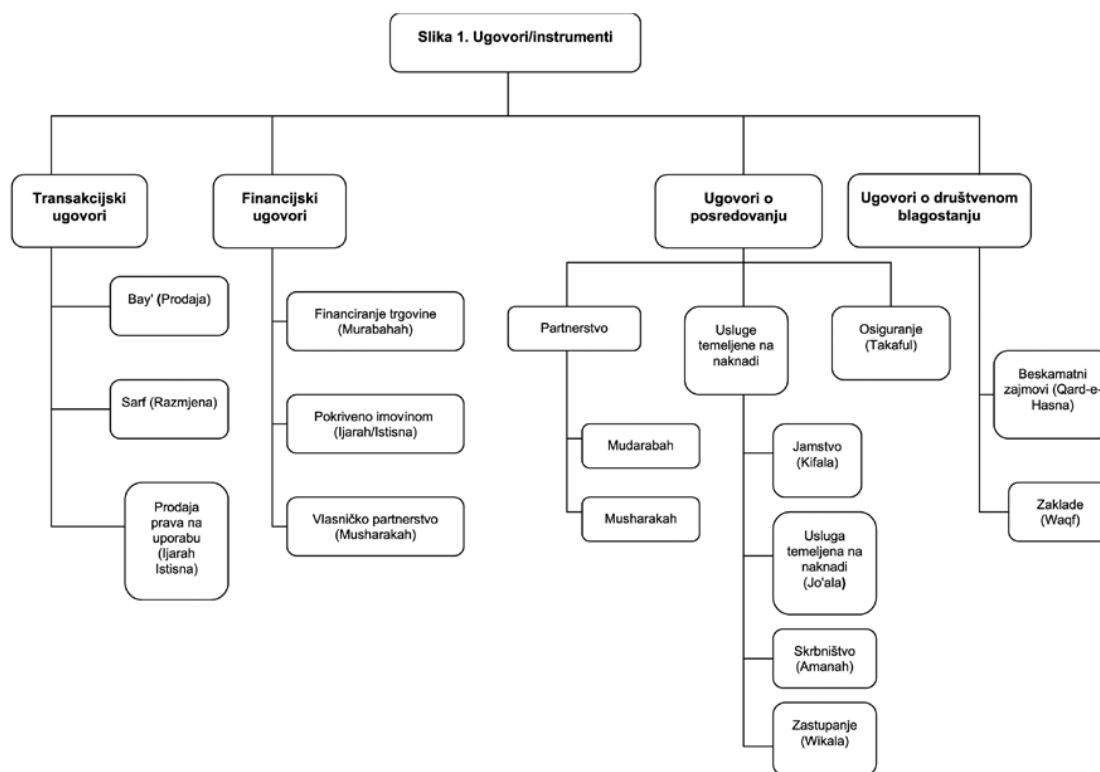 Slika 1. Ugovori/instrumenti
Transakcijski
ugovori
Financijski
ugovori
Ugovori o
posredovanju
Ugovori o društvenom
blagostanju
Bay' (Prodaja)
Sarf (Razmjena)
Prodaja
prava na
uporabu
(Ijarah
Istisna)
Financiranje trgovine
(Murabahah)
Pokriveno imovinom
(Ijarah/Istisna)
Vlasničko partnerstvo
(Musharakah)
Partnerstvo
Mudarabah
Musharakah
Usluge
temeljene na
naknadi
Jamstvo
(Kifala)
Usluga
temeljena na
naknadi
(Jo'ala)
Skrbništvo
(Amanah)
Zastupanje
(Wikala)
Osiguranje
(Takaful)
Beskamatni
zajmovi (Qard-e-
Hasna)
Zaklade
(Waqf)